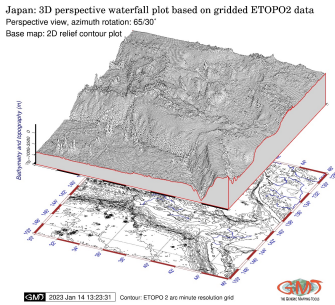 Japan: 3D perspective waterfall plot based on gridded ETOPO2 data
Perspective view, azimuth rotation: 65/30°
Base map: 2D relief contour plot
Bathymetry and topography (m)
GMD 2023 Jan 14 13:23:31 Contour: ETOPO 2 arc minute resolution grid
GMT
THE GENERIC MAPPING TOOLS